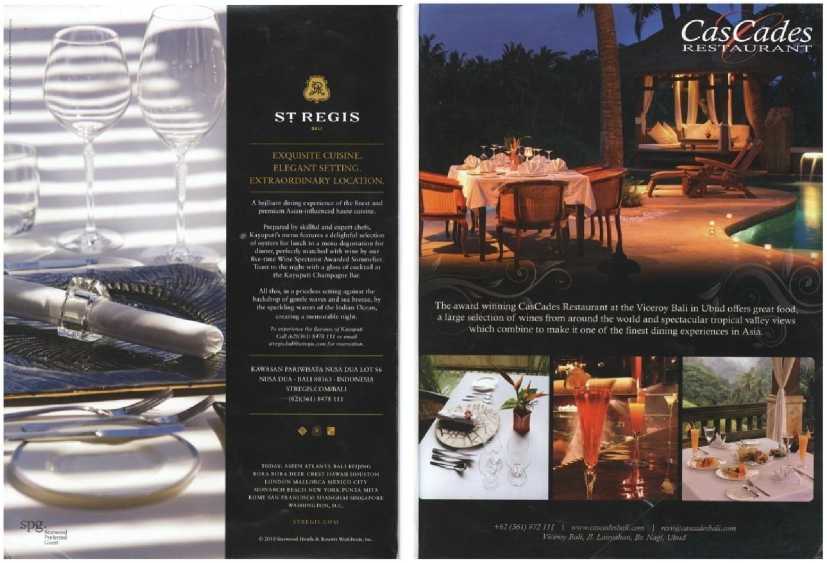 ST REGIS
BALI
EXQUISITE CUISINE.
ELEGANT SETTING.
EXTRAORDINARY LOCATION.
A brilliant dining experience of the finest and
premium Asian-influenced haute cuisine.
Prepared by skillful and expert chefs,
Kayuputi's menu features a delightful selection
of oysters for lunch to a menu degustation for
dinner, perfectly matched with wine by our
five-time Wine Spectator Awarded Sommelier.
Toast to the night with a glass of cocktail at
the Kayuputi Champagne Bar.
All this, in a priceless setting against the
backdrop of gentle waves and sea breeze, by
the sparkling waters of the Indian Ocean,
creating a memorable night.
To experience the flavours of Kayuputi
Call (62)(361) 8478 111 or email
for reservation.
KAWASAN PARIWISATA NUSA DUA LOT S6
NUSA DUA · BALI 80363 · INDONESIA
STREGIS.COM/BALI
(62)(361) 8478 111
TODAY: ASPEN ATLANTA BALI BEIJING
BORA BORA DEER CREST HAWAII HOUSTON
LONDON MALLORCA MEXICO CITY
MONARCH BEACH NEW YORK PUNTA MITA
ROME SAN FRANCISCO SHANGHAI SINGAPORE
WASHINGTON, D.C.
STREGIS.COM
© 2010 Starwood Hotels & Resorts Worldwide, Inc.
spg.
Starwood
Preferred
Guest
CasCades
RESTAURANT
The award winning CasCades Restaurant at the Viceroy Bali in Ubud offers great food,
a large selection of wines from around the world and spectacular tropical valley views
which combine to make it one of the finest dining experiences in Asia.
+62 (361) 972 111 | www.cascadesbali.com | resv@cascadesbali.com
Viceroy Bali, Jl. Lanyahan, Br. Nagi, Ubud